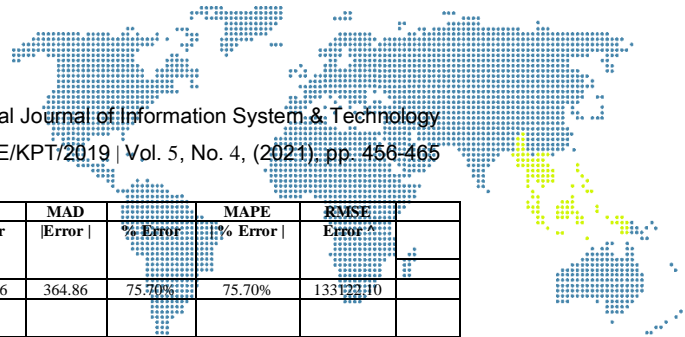 al Journal of Information System & Technology
E/KPT/2019 | Vol. 5, No. 4, (2021), pp. 456-465
MAD MAPE RMSE
r |Error | % Error | % Error | Error ^
6 364.86 75.70% 75.70% 133122.10